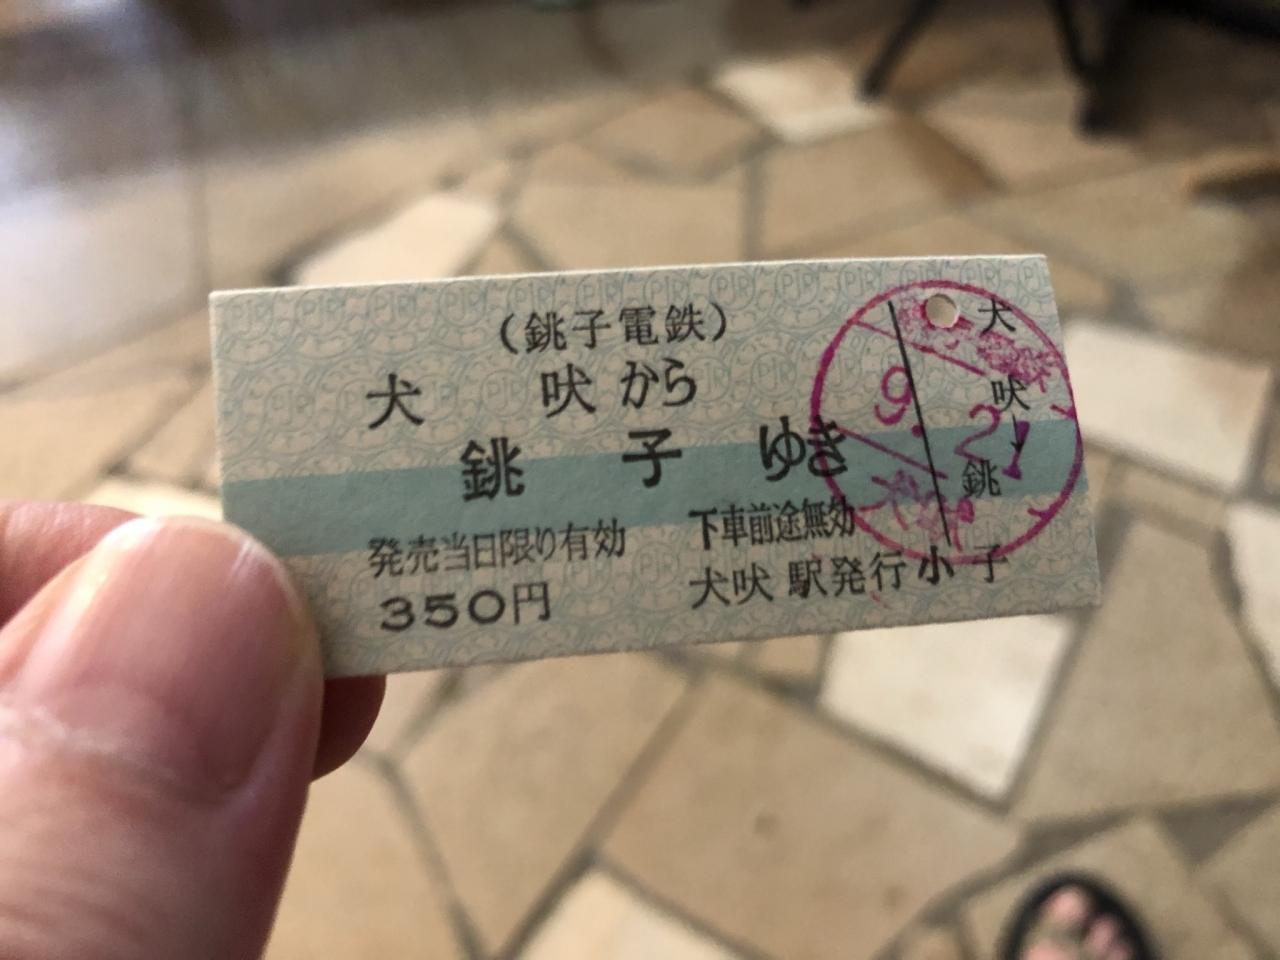 （銚子電鉄）
犬吠から
銚子ゆき
発売当日限り有効
下車前途無効
350円
犬吠駅発行
小
子
犬
吠
↓
銚
9.21